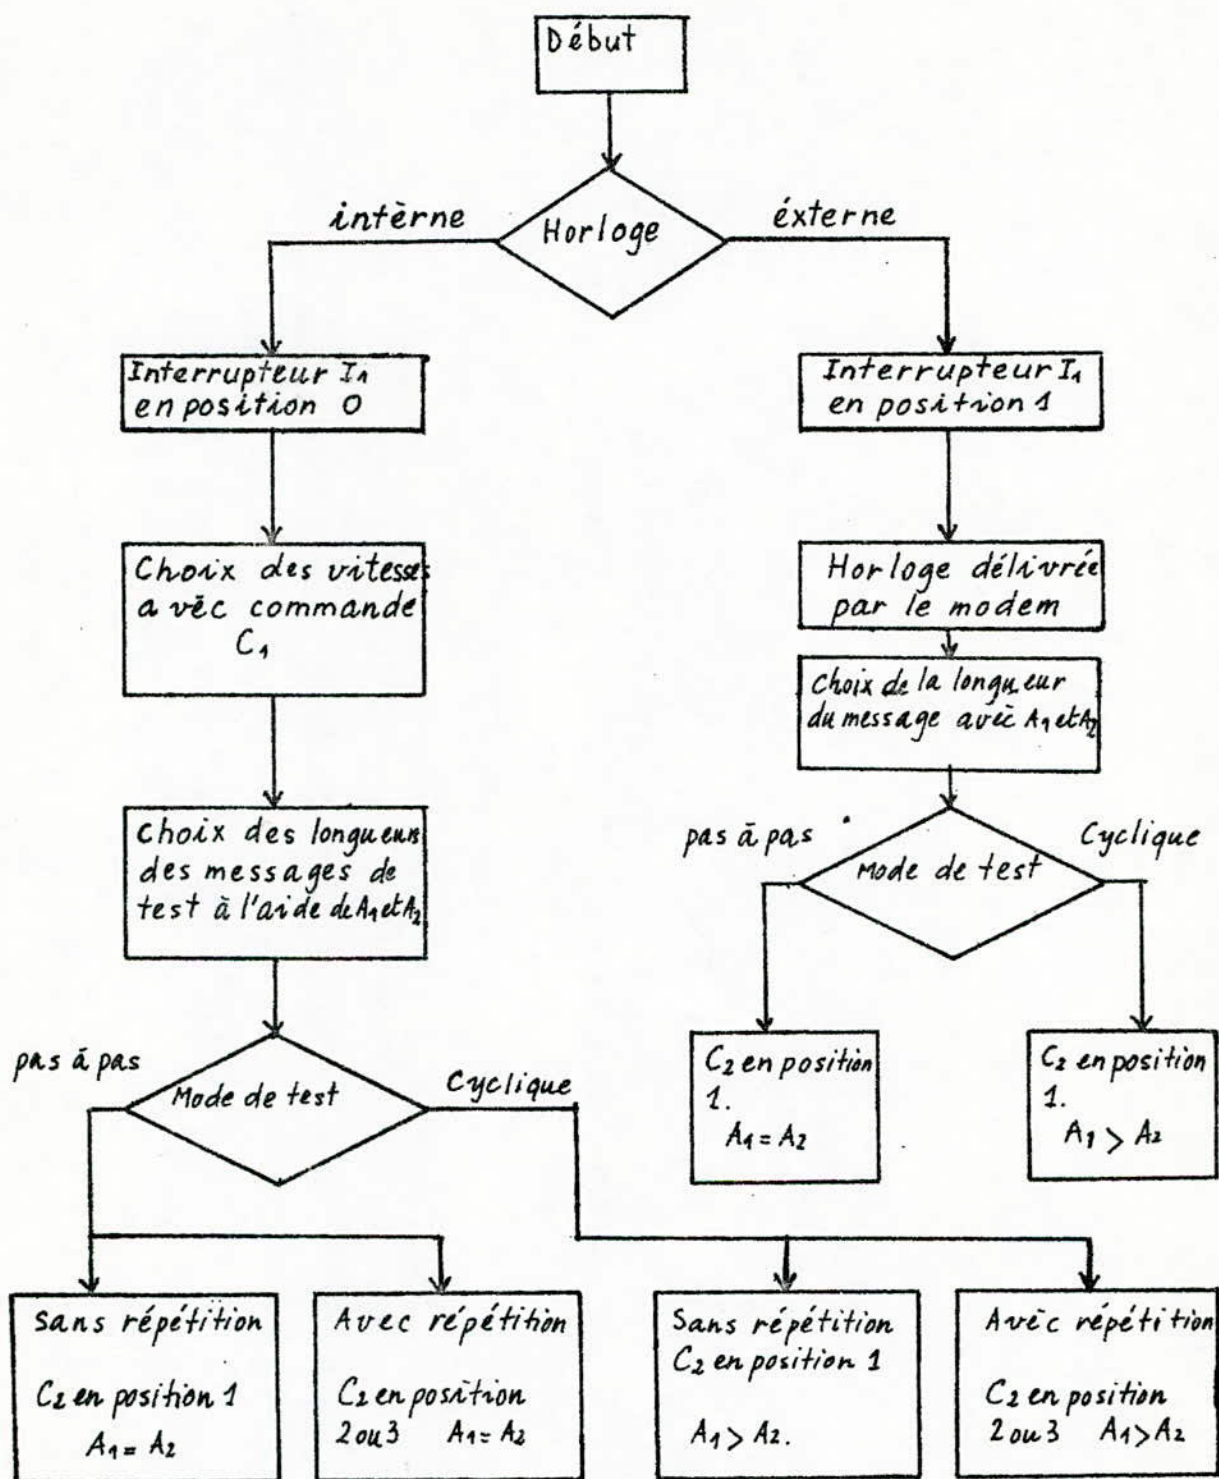 Début
Horloge
intèrne
éxterne
Interrupteur I₁
en position 0
Interrupteur I₁
en position 1
Choix des vitesses
avèc commande
C₁
Horloge délivrée
par le modem
choix de la longueur
du message avèc A₁ et A₂
choix des longueurs
des messages de
test à l'aide de A₁ et A₂
pas à pas
Mode de test
Cyclique
C₂ en position
1.
A₁ = A₂
C₂ en position
1.
A₁ > A₂
pas à pas
Mode de test
Cyclique
Sans répétition
C₂ en position 1
A₁ = A₂
Avec répétition
C₂ en position
2 ou 3 A₁ = A₂
Sans répétition
C₂ en position 1
A₁ > A₂.
Avèc répétition
C₂ en position
2 ou 3 A₁ > A₂